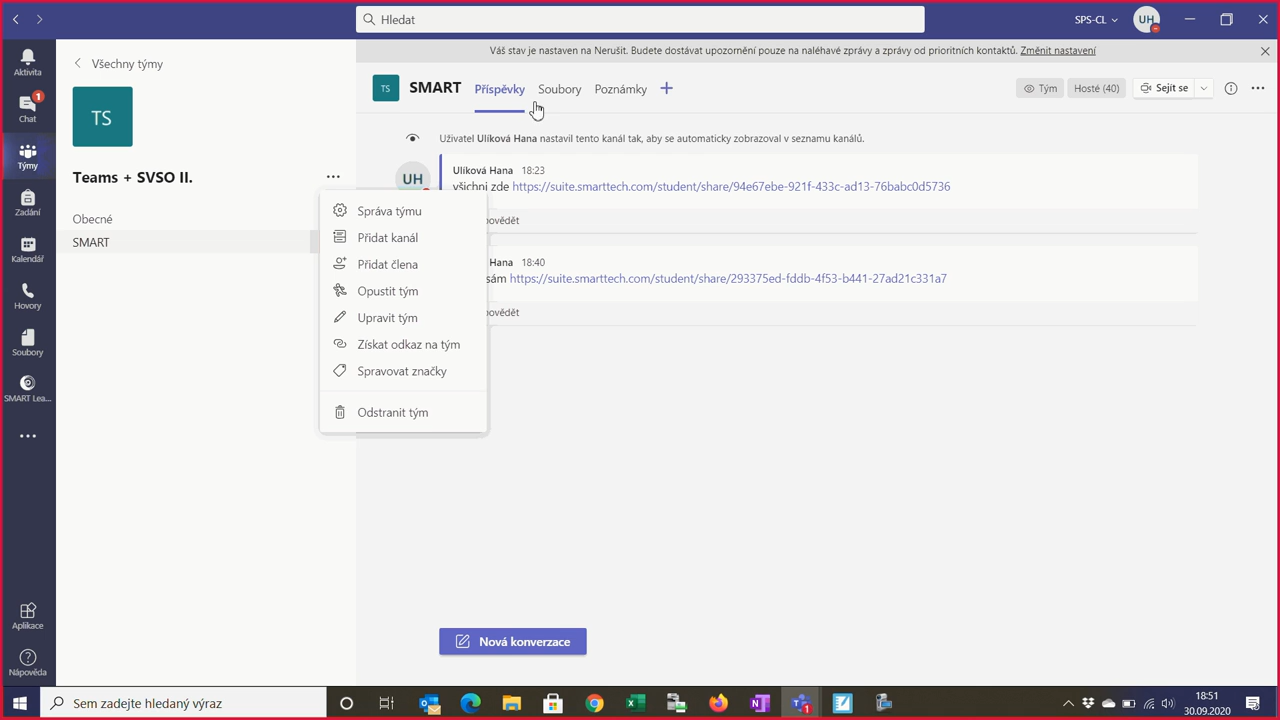 Hledat
SPS-CL
UH
Váš stav je nastaven na Nerušit. Budete dostávat upozornění pouze na naléhavé zprávy a zprávy od prioritních kontaktů. Změnit nastavení
Aktivita
Chat
1
Týmy
Zadání
Kalendář
Hovory
Soubory
SMART Lea...
Aplikace
Nápověda
Všechny týmy
TS
Teams + SVSO II.
Obecné
SMART
Správa týmu
Přidat kanál
Přidat člena
Opustit tým
Upravit tým
Získat odkaz na tým
Spravovat značky
Odstranit tým
TS
SMART
Příspěvky
Soubory
Poznámky
Tým
Hosté (40)
Sejít se
Uživatel Ulíková Hana nastavil tento kanál tak, aby se automaticky zobrazoval v seznamu kanálů.
UH
Ulíková Hana 18:23
všichni zde https://suite.smarttech.com/student/share/94e67ebe-921f-433c-ad13-76babc0d5736
ovědět
Hana 18:40
sám https://suite.smarttech.com/student/share/293375ed-fddb-4f53-b441-27ad21c331a7
ovědět
Nová konverzace
Sem zadejte hledaný výraz
1
18:51
30.09.2020